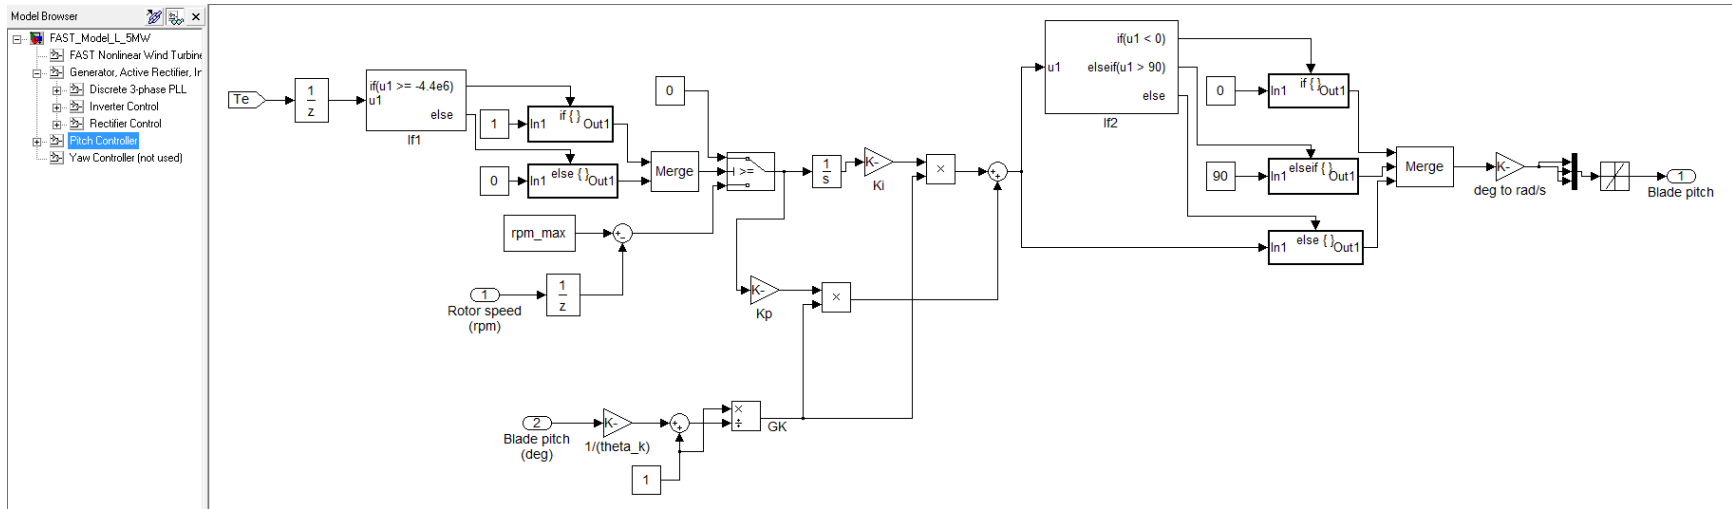 Model Browser
FAST_Model_L_5MW
FAST Nonlinear Wind Turbine
Generator, Active Rectifier, In
Discrete 3-phase PLL
Inverter Control
Rectifier Control
Pitch Controller
Yaw Controller (not used)
Te
1
z
if(u1 >= -4.4e6)
u1
else
If1
1
In1
if { }
Out1
0
In1
else { }
Out1
0
Merge
>=
rpm_max
+
-
1
Rotor speed
(rpm)
1
z
1
s
K-
Ki
×
K-
Kp
×
+
+
2
Blade pitch
(deg)
K-
1/(theta_k)
+
+
1
×
÷
GK
u1
if(u1 < 0)
elseif(u1 > 90)
else
If2
0
In1
if { }
Out1
90
In1
elseif { }
Out1
In1
else { }
Out1
Merge
K-
deg to rad/s
1
Blade pitch